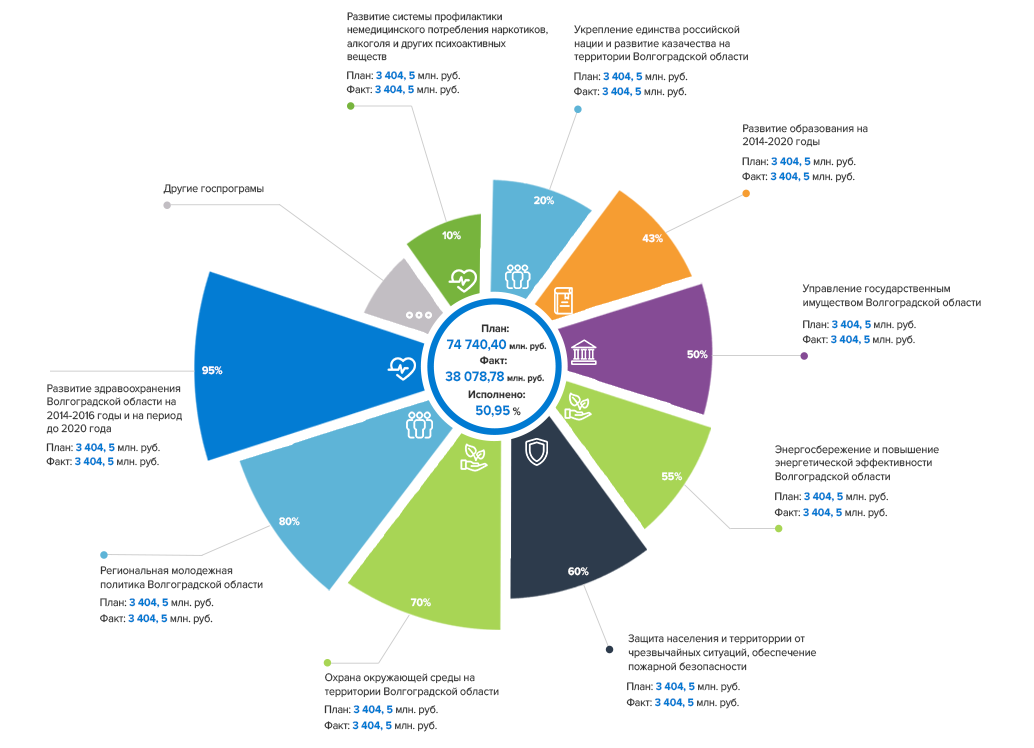 Развитие системы профилактики
немедицинского потребления наркотиков,
алкоголя и других психоактивных
веществ
План: 3 404, 5 млн. руб.
Факт: 3 404, 5 млн. руб.
Укрепление единства российской
нации и развитие казачества на
территории Волгоградской области
План: 3 404, 5 млн. руб.
Факт: 3 404, 5 млн. руб.
Развитие образования на
2014-2020 годы
План: 3 404, 5 млн. руб.
Факт: 3 404, 5 млн. руб.
Другие госпрограмы
10%
20%
43%
Управление государственным
имуществом Волгоградской области
План: 3 404, 5 млн. руб.
Факт: 3 404, 5 млн. руб.
План:
74 740,40 млн. руб.
Факт:
38 078,78 млн. руб.
Исполнено:
50,95 %
50%
95%
Развитие здравоохранения
Волгоградской области на
2014-2016 годы и на период
до 2020 года
План: 3 404, 5 млн. руб.
Факт: 3 404, 5 млн. руб.
55%
Энергосбережение и повышение
энергетической эффективности
Волгоградской области
План: 3 404, 5 млн. руб.
Факт: 3 404, 5 млн. руб.
80%
60%
70%
Региональная молодежная
политика Волгоградской области
План: 3 404, 5 млн. руб.
Факт: 3 404, 5 млн. руб.
Защита населения и территоррии от
чрезвычайных ситуаций, обеспечение
пожарной безопасности
План: 3 404, 5 млн. руб.
Факт: 3 404, 5 млн. руб.
Охрана окружающей среды на
территории Волгоградской области
План: 3 404, 5 млн. руб.
Факт: 3 404, 5 млн. руб.